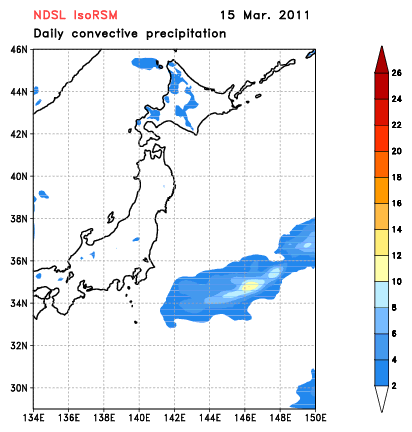 NDSL IsoRSM 15 Mar. 2011
Daily convective precipitation
46N
44N
42N
40N
38N
36N
34N
32N
30N
134E 136E 138E 140E 142E 144E 146E 148E 150E
26
24
22
20
18
16
14
12
10
8
6
4
2